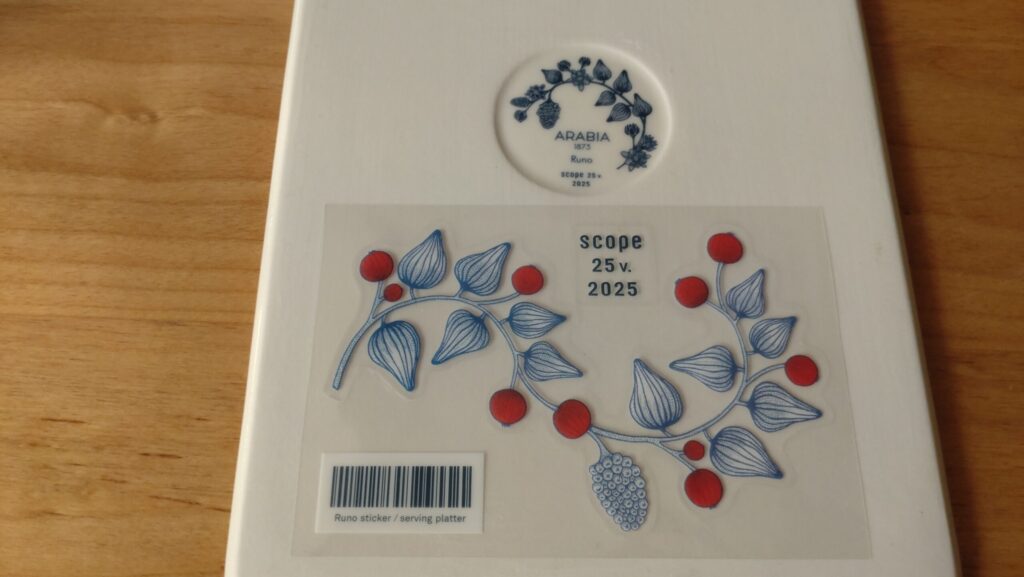 ARABIA
1873
Runo
scope 25 v.
2025
scope
25 v.
2025
Runo sticker / serving platter